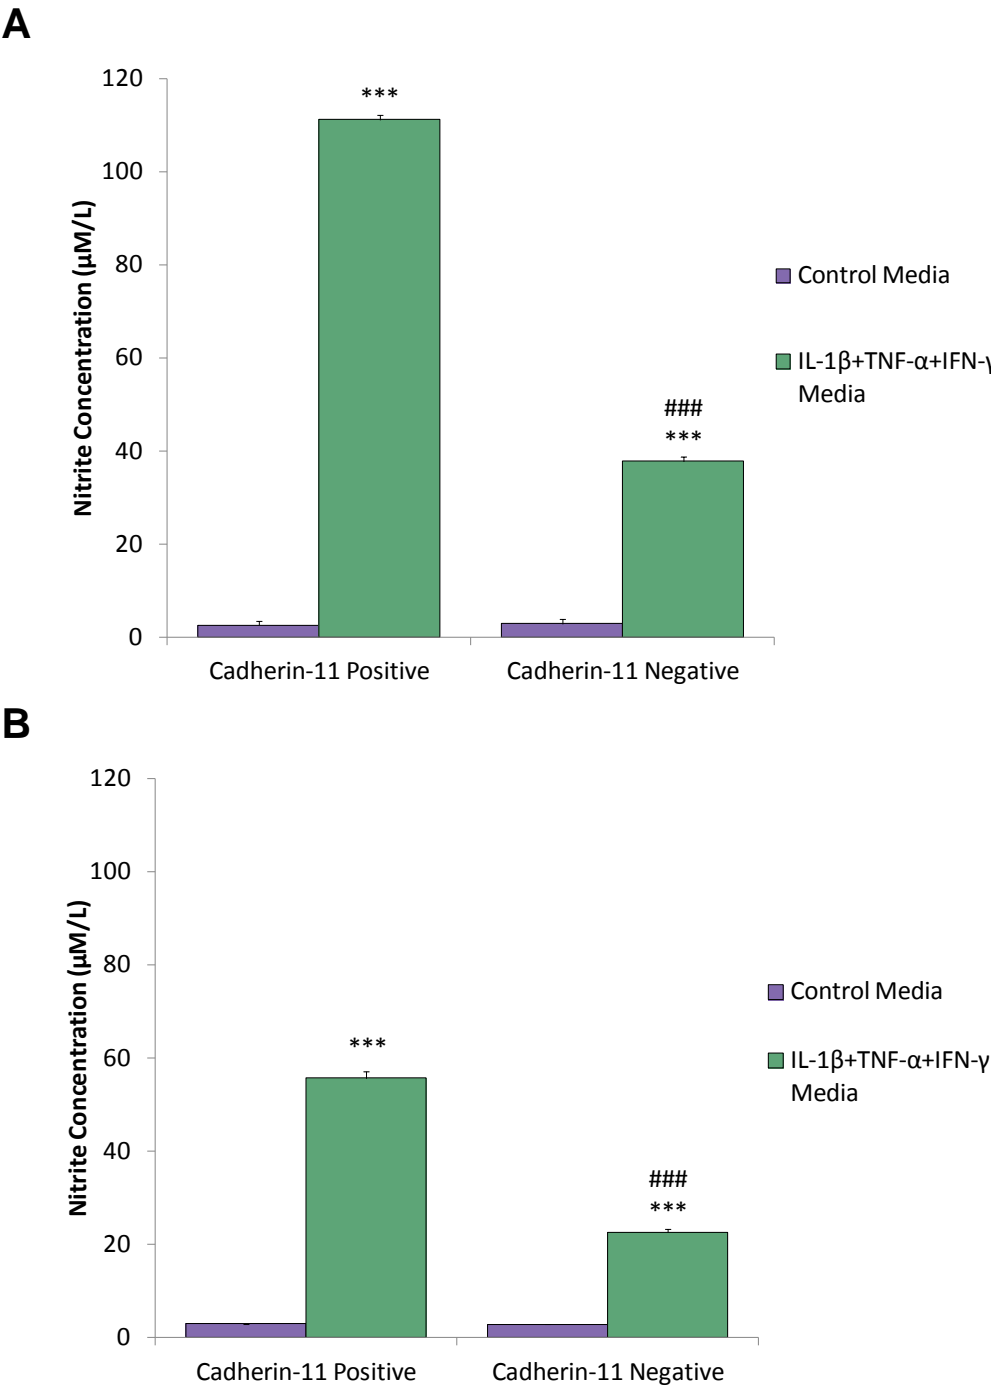 A
120
100
80
60
40
20
0
Nitrite Concentration (µM/L)
***
###
***
Cadherin-11 Positive
Cadherin-11 Negative
Control Media
IL-1β+TNF-α+IFN-γ
Media
B
120
100
80
60
40
20
0
Nitrite Concentration (µM/L)
***
###
***
Cadherin-11 Positive
Cadherin-11 Negative
Control Media
IL-1β+TNF-α+IFN-γ
Media